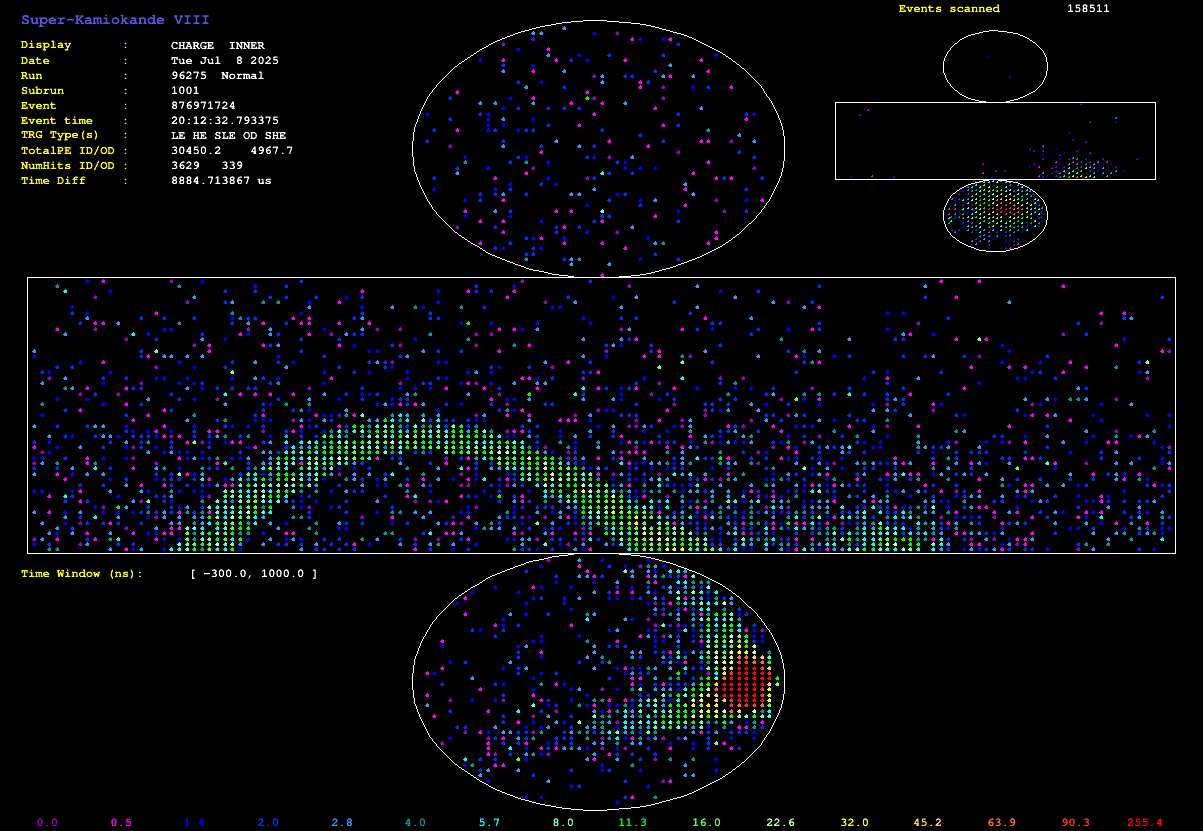 Super-Kamiokande VIII
Events scanned 158511
Display : CHARGE INNER
Date : Tue Jul 8 2025
Run : 96275 Normal
Subrun : 1001
Event : 876971724
Event time : 20:12:32.793375
TRG Type(s) : LE HE SLE OD SHE
TotalPE ID/OD : 30450.2 4967.7
NumHits ID/OD : 3629 339
Time Diff : 8884.713867 us
Time Window (ns): [ -300.0, 1000.0 ]
0.0 0.5 1.4 2.0 2.8 4.0 5.7 8.0 11.3 16.0 22.6 32.0 45.2 63.9 90.3 255.4